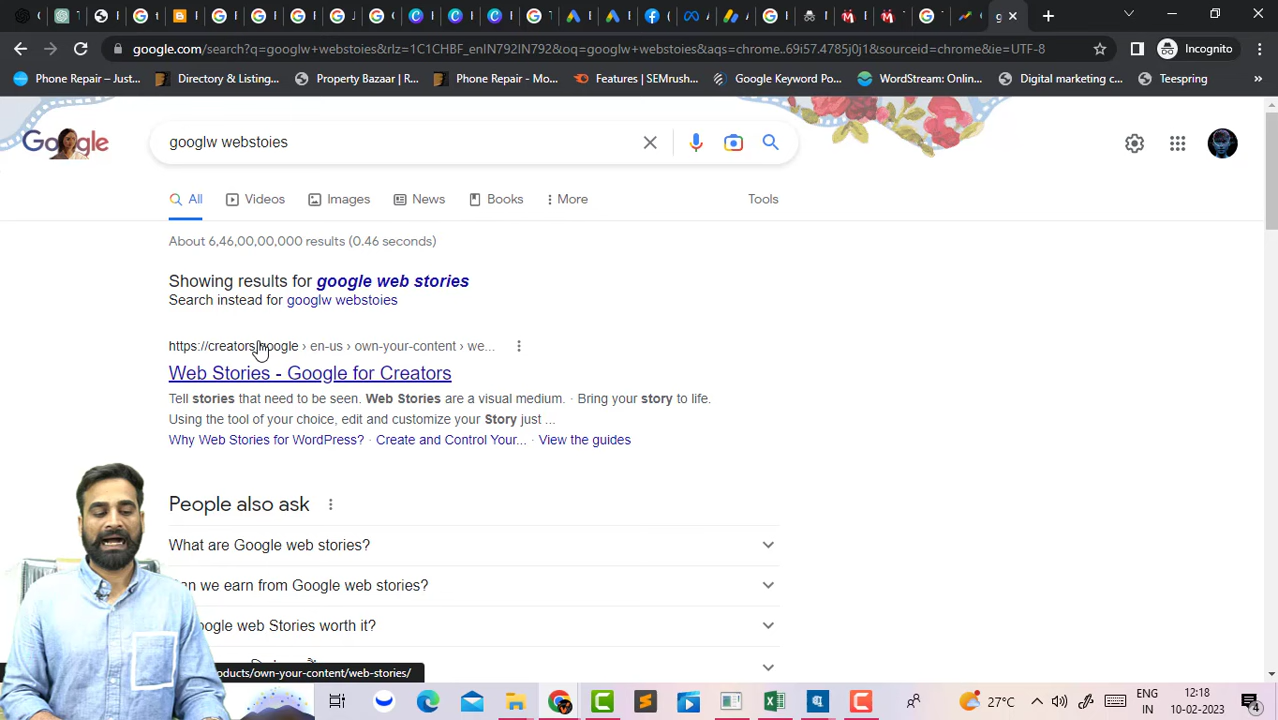 google.com/search?q=googlw+webstoies&rlz=1C1CHBF_enIN792IN792&oq=googlw+webstoies&aqs=chrome..69i57.4785j0j1&sourceid=chrome&ie=UTF-8
Incognito
Phone Repair – Just...
Directory & Listing...
Property Bazaar | R...
Phone Repair - Mo...
Features | SEMrush...
Google Keyword Po...
WordStream: Onlin...
Digital marketing c...
Teespring
Google
googlw webstoies
All
Videos
Images
News
Books
More
Tools
About 6,46,00,00,000 results (0.46 seconds)
Showing results for google web stories
Search instead for googlw webstoies
https://creators.google › en-us › own-your-content › we...
Web Stories - Google for Creators
Tell stories that need to be seen. Web Stories are a visual medium. · Bring your story to life.
Using the tool of your choice, edit and customize your Story just ...
Why Web Stories for WordPress? · Create and Control Your... · View the guides
People also ask
What are Google web stories?
we earn from Google web stories?
web Stories worth it?
oducts/own-your-content/web-stories/
27°C
ENG
IN
12:18
10-02-2023
4